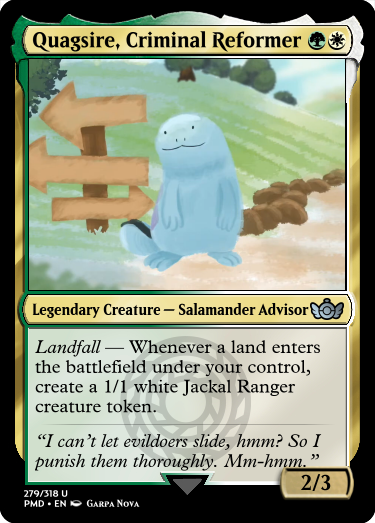 Quagsire, Criminal Reformer
Legendary Creature — Salamander Advisor
Landfall — Whenever a land enters
the battlefield under your control,
create a 1/1 white Jackal Ranger
creature token.
“I can’t let evildoers slide, hmm? So I
punish them thoroughly. Mm-hmm.”
2/3
279/318 U
PMD • EN Garpa Nova